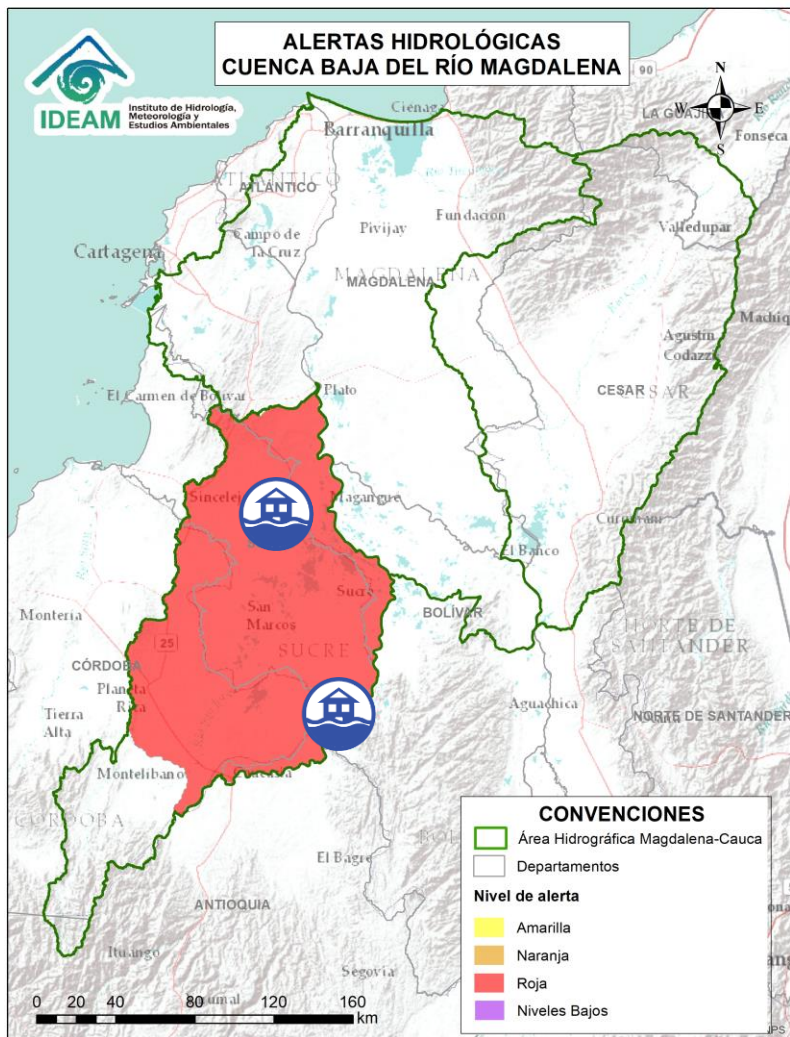 ALERTAS HIDROLÓGICAS
CUENCA BAJA DEL RÍO MAGDALENA
IDEAM
Instituto de Hidrología,
Meteorología y
Estudios Ambientales
N
W E
S
90
Ciénaga
LA GUAJIRA
Barranquilla
Fonseca
ATLÁNTICO
Fundación
Pivijay
Valledupar
Campo de
la Cruz
Cartagena
MAGDALENA
MAGDALENA
Agustín
Codazzi
El Carmen de Bolívar
Plato
CESAR
CESAR
Sincelejo
Magangue
El Banco
Sucre
BOLÍVAR
San
Marcos
Montería
25
SUCRE
NORTE DE
SANTANDER
CÓRDOBA
Planeta
Rica
Aguachica
NORTE DE SANTANDER
Tierra
Alta
Montelibano
CÓRDOBA
El Bagre
ANTIOQUIA
Ituango
Segovia
0 20 40 80 120 160
km
CONVENCIONES
Área Hidrográfica Magdalena-Cauca
Departamentos
Nivel de alerta
Amarilla
Naranja
Roja
Niveles Bajos